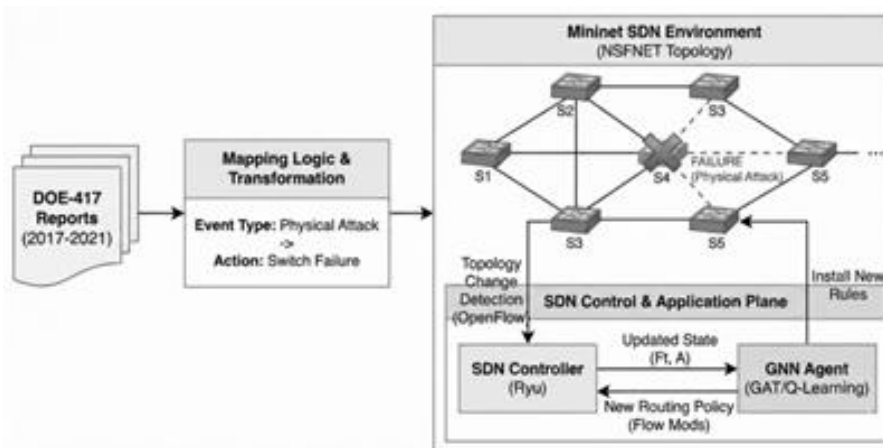 DOE-417
Reports
(2017-2021)
Mapping Logic &
Transformation
Event Type: Physical Attack
->
Action: Switch Failure
Mininet SDN Environment
(NSFNET Topology)
S2
S3
S1
S4
FAILURE
(Physical Attack)
S5
...
S3
S5
Topology
Change
Detection
(OpenFlow)
Install New
Rules
SDN Control & Application Plane
SDN Controller
(Ryu)
Updated State
(Ft, A)
New Routing Policy
(Flow Mods)
GNN Agent
(GAT/Q-Learning)